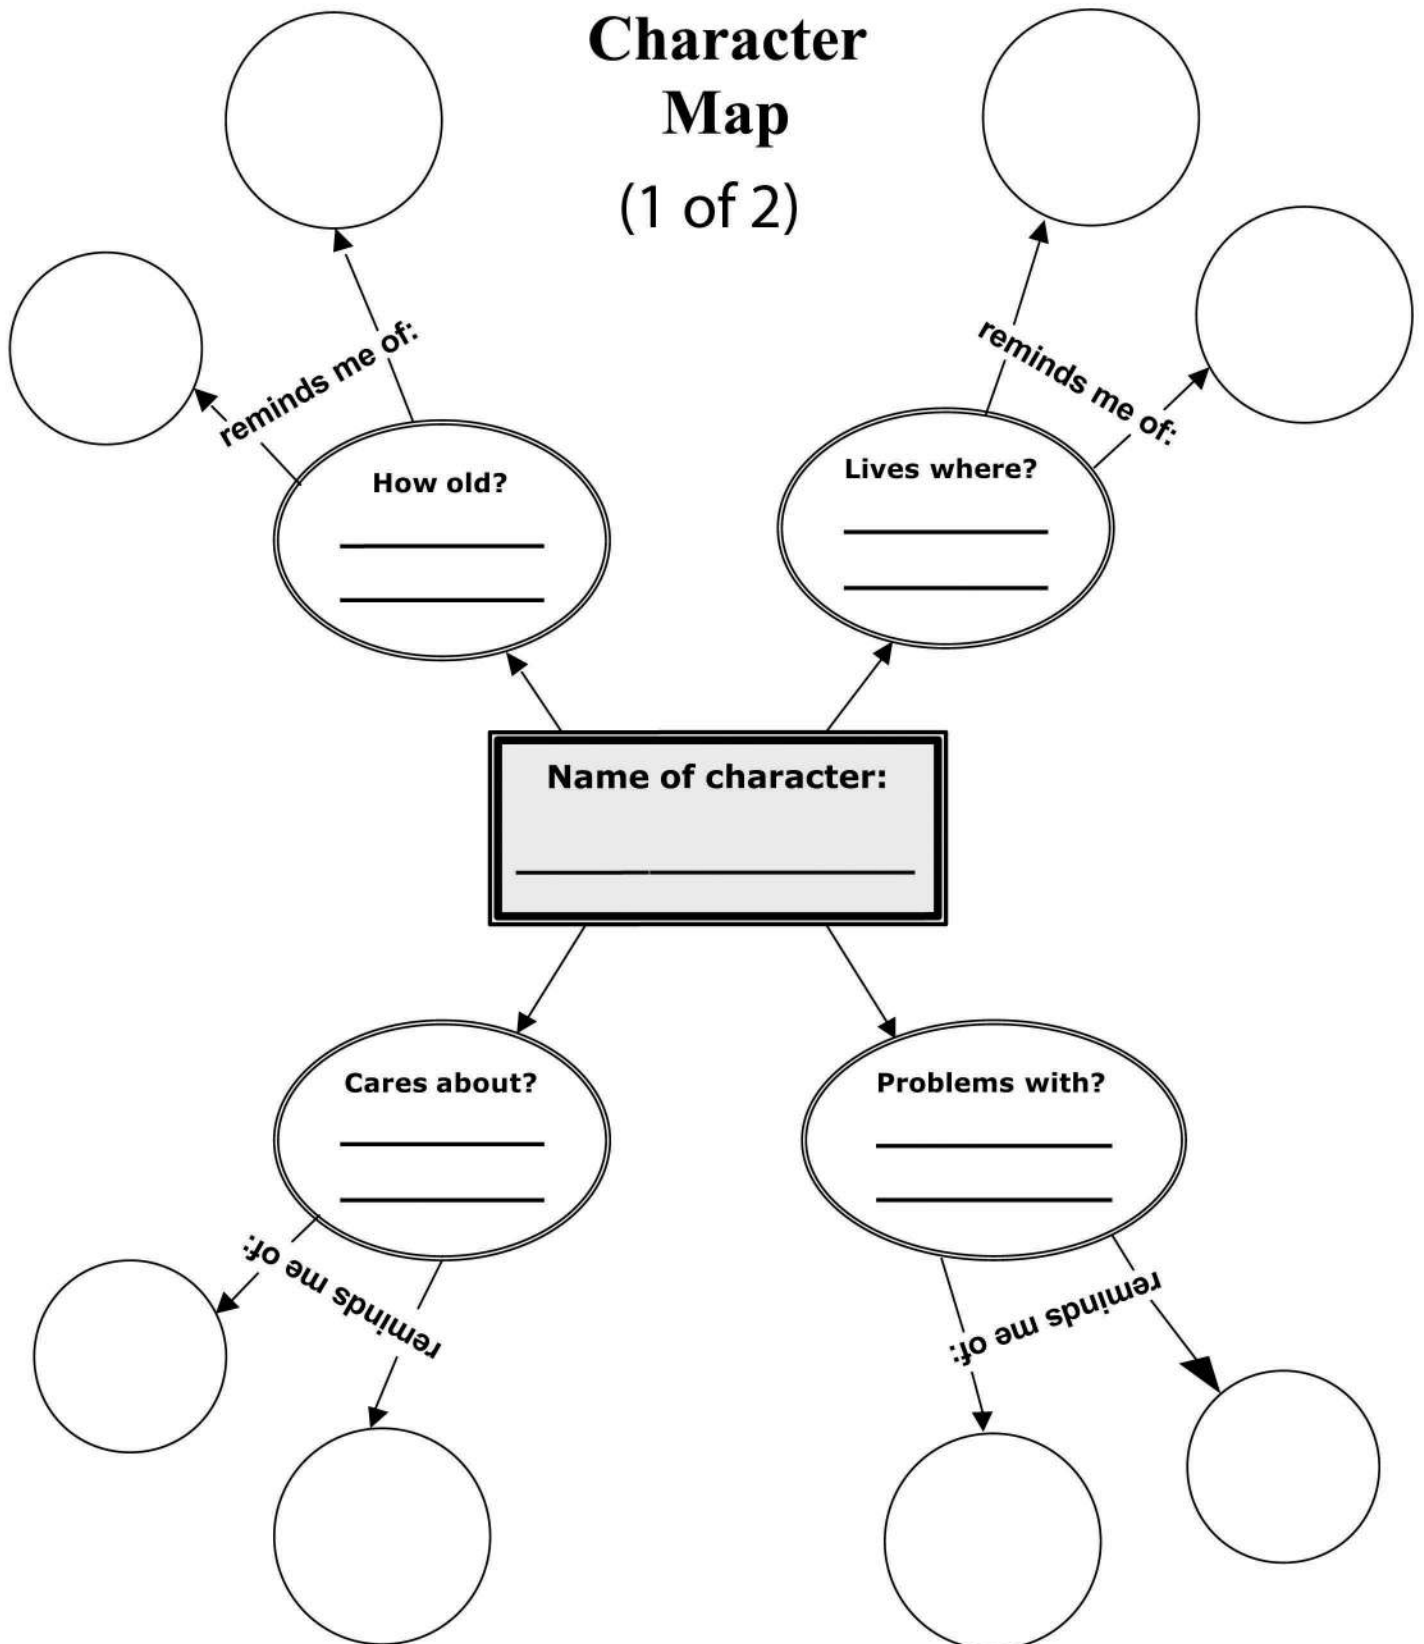 Character
Map
(1 of 2)
reminds me of:
reminds me of:
How old?
Lives where?
Name of character:
Cares about?
Problems with?
reminds me of:
reminds me of: